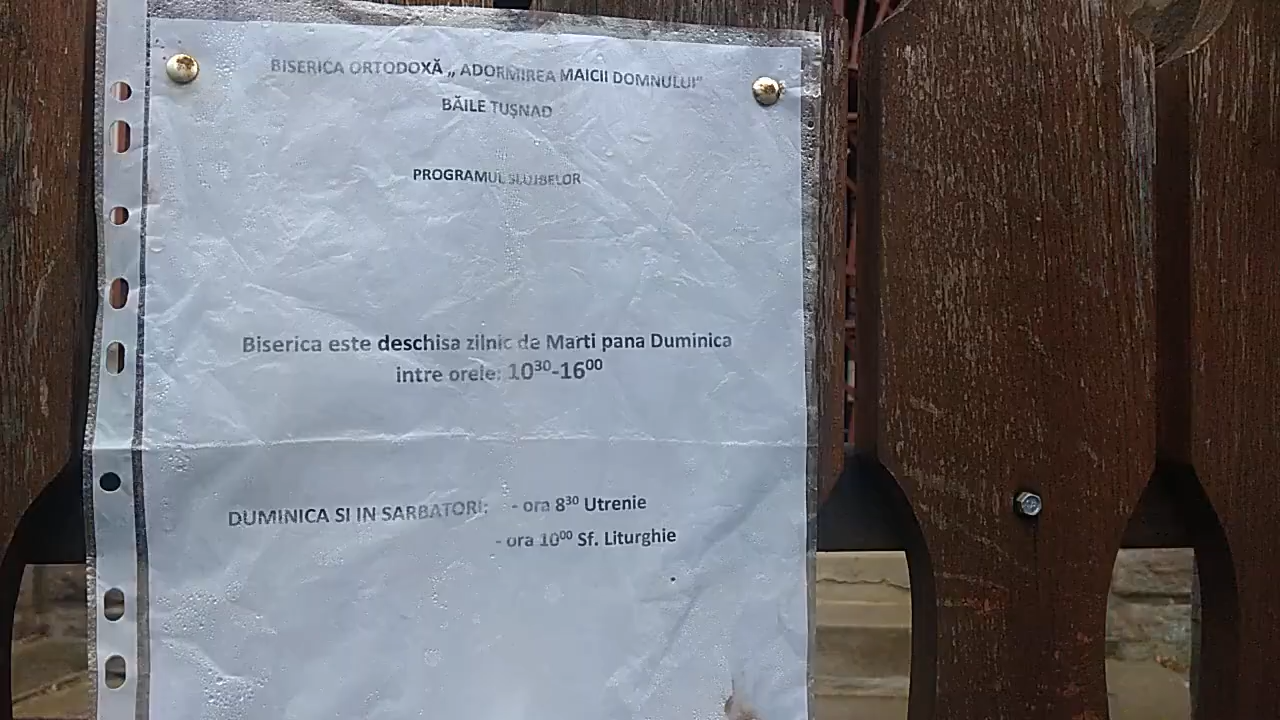 BISERICA ORTODOXĂ „ ADORMIREA MAICII DOMNULUI”
BĂILE TUȘNAD
PROGRAMUL SLUJBELOR
Biserica este deschisa zilnic de Marti pana Duminica
intre orele: 10³⁰-16⁰⁰
DUMINICA SI IN SARBATORI: - ora 8³⁰ Utrenie
- ora 10⁰⁰ Sf. Liturghie